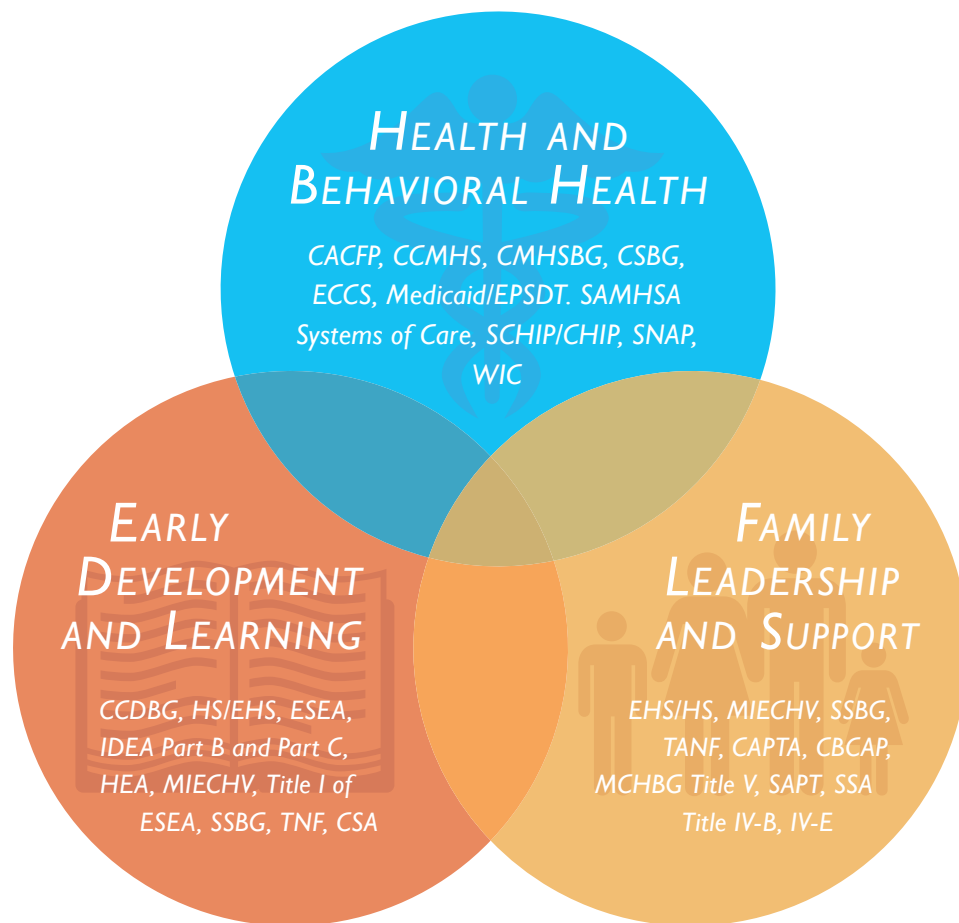 HEALTH AND
BEHAVIORAL HEALTH
CACFP, CCMHS, CMHSBG, CSBG,
ECCS, Medicaid/EPSDT. SAMHSA
Systems of Care, SCHIP/CHIP, SNAP,
WIC
EARLY
DEVELOPMENT
AND LEARNING
CCDBG, HS/EHS, ESEA,
IDEA Part B and Part C,
HEA, MIECHV, Title I of
ESEA, SSBG, TNF, CSA
FAMILY
LEADERSHIP
AND SUPPORT
EHS/HS, MIECHV, SSBG,
TANF, CAPTA, CBCAP,
MCHBG Title V, SAPT, SSA
Title IV-B, IV-E